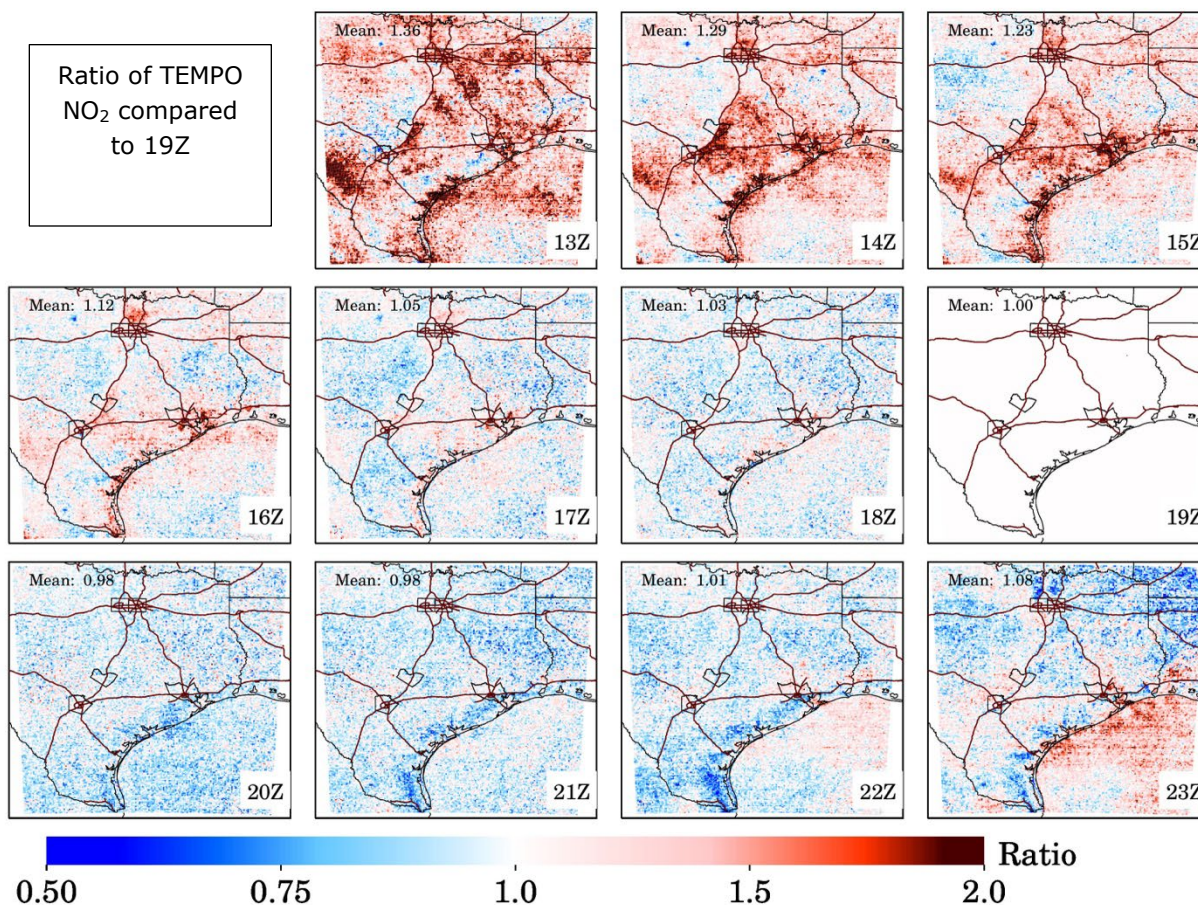 Ratio of TEMPO
NO₂ compared
to 19Z
Mean: 1.36
13Z
Mean: 1.29
14Z
Mean: 1.23
15Z
Mean: 1.12
16Z
Mean: 1.05
17Z
Mean: 1.03
18Z
Mean: 1.00
19Z
Mean: 0.98
20Z
Mean: 0.98
21Z
Mean: 1.01
22Z
Mean: 1.08
23Z
Ratio
0.50 0.75 1.0 1.5 2.0